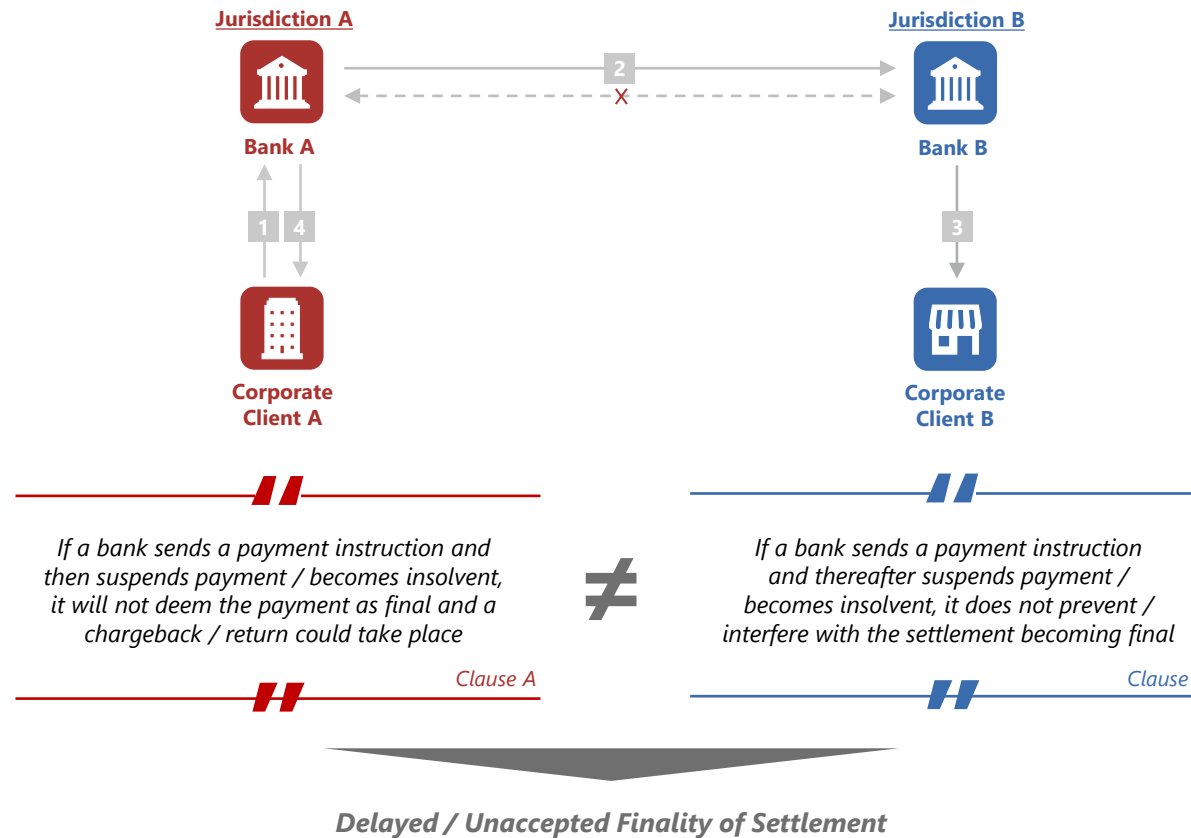 Jurisdiction A
Jurisdiction B
2
X
Bank A
Bank B
1
4
3
Corporate
Client A
Corporate
Client B
If a bank sends a payment instruction and
then suspends payment / becomes insolvent,
it will not deem the payment as final and a
chargeback / return could take place
Clause A
≠
If a bank sends a payment instruction
and thereafter suspends payment /
becomes insolvent, it does not prevent /
interfere with the settlement becoming final
Clause
Delayed / Unaccepted Finality of Settlement